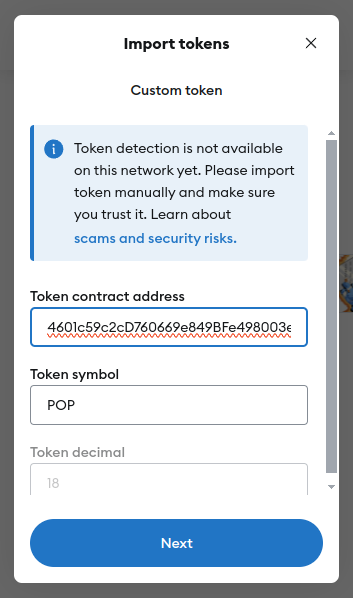 Import tokens
Custom token
Token detection is not available
on this network yet. Please import
token manually and make sure
you trust it. Learn about
scams and security risks.
Token contract address
4601c59c2cD760669e849BFe498003e
Token symbol
POP
Token decimal
18
Next